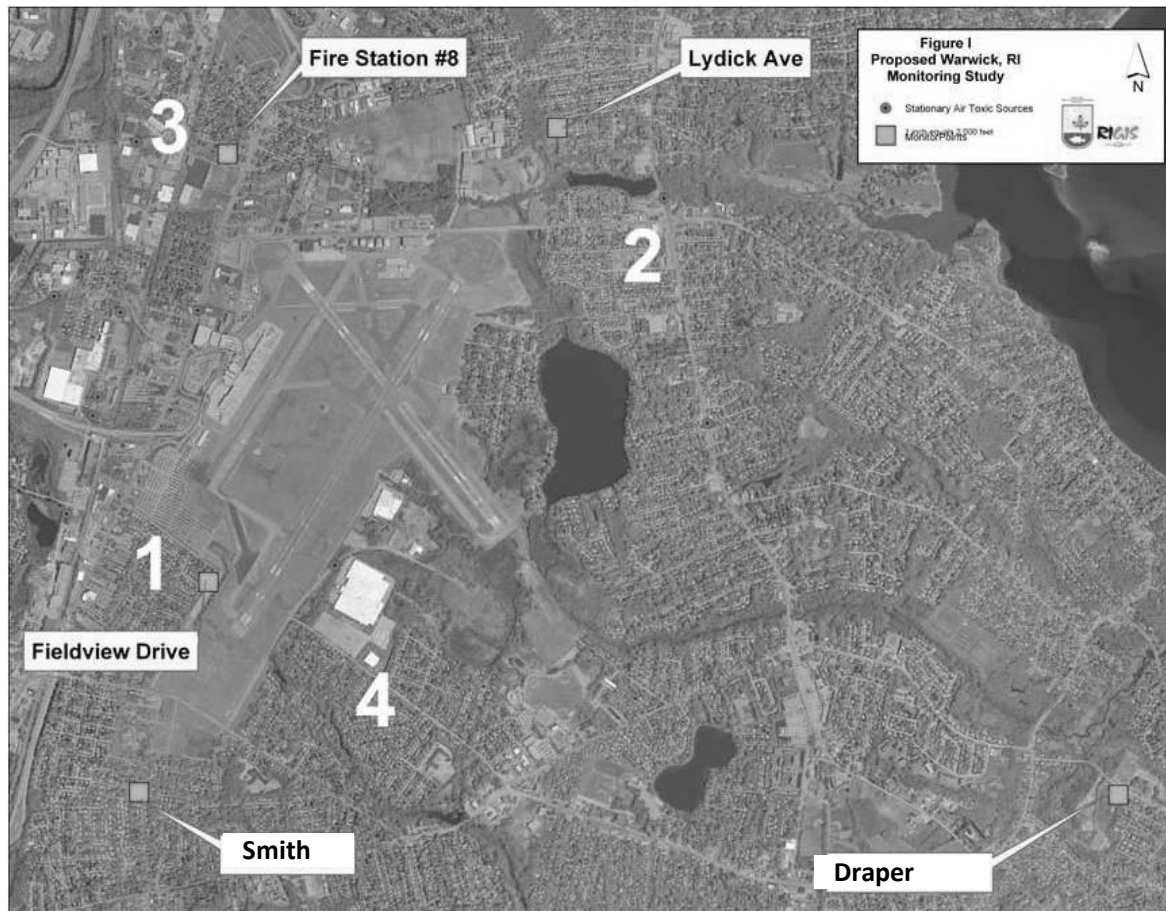 Figure I
Proposed Warwick, RI
Monitoring Study
N
Stationary Air Toxic Sources
MonitorPoints
RIGIS
Fire Station #8
Lydick Ave
3
2
1
Fieldview Drive
4
Smith
Draper